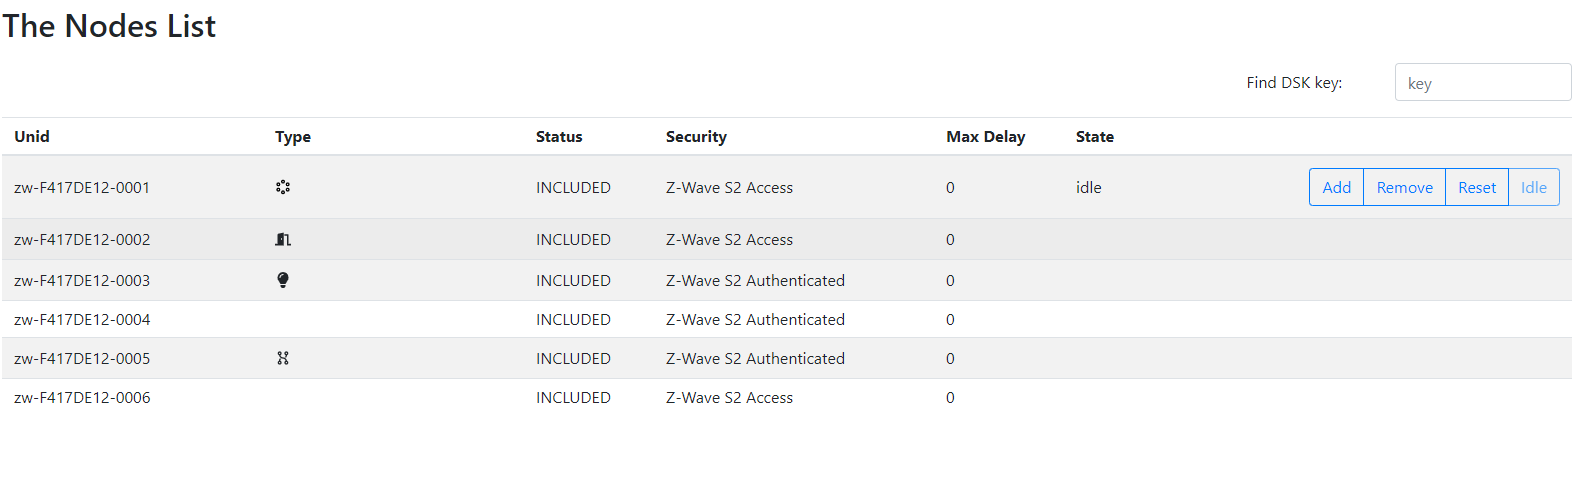 The Nodes List
Find DSK key: key
Unid Type Status Security Max Delay State
zw-F417DE12-0001 INCLUDED Z-Wave S2 Access 0 idle Add Remove Reset Idle
zw-F417DE12-0002 INCLUDED Z-Wave S2 Access 0
zw-F417DE12-0003 INCLUDED Z-Wave S2 Authenticated 0
zw-F417DE12-0004 INCLUDED Z-Wave S2 Authenticated 0
zw-F417DE12-0005 INCLUDED Z-Wave S2 Authenticated 0
zw-F417DE12-0006 INCLUDED Z-Wave S2 Access 0